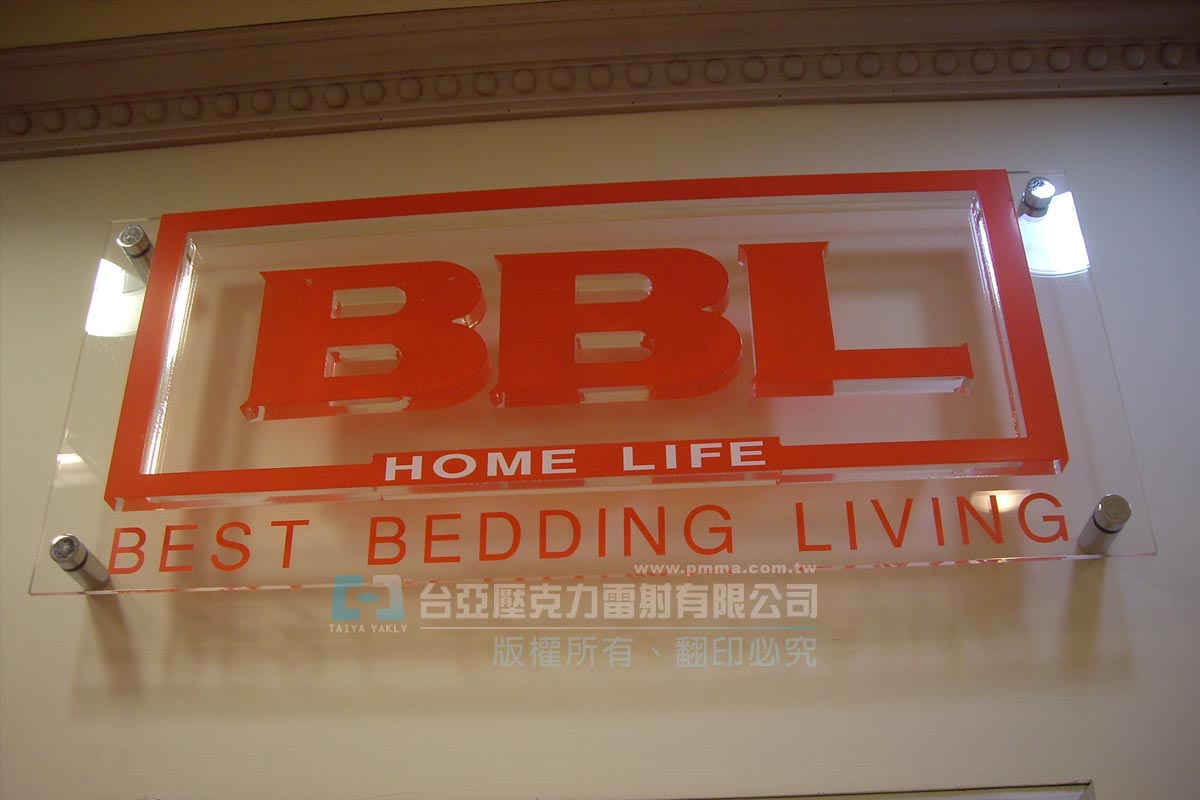 BBL
HOME LIFE
BEST BEDDING LIVING
www.pmma.com.tw
台亞壓克力雷射有限公司
TAIYA YAKLY
版權所有、翻印必究